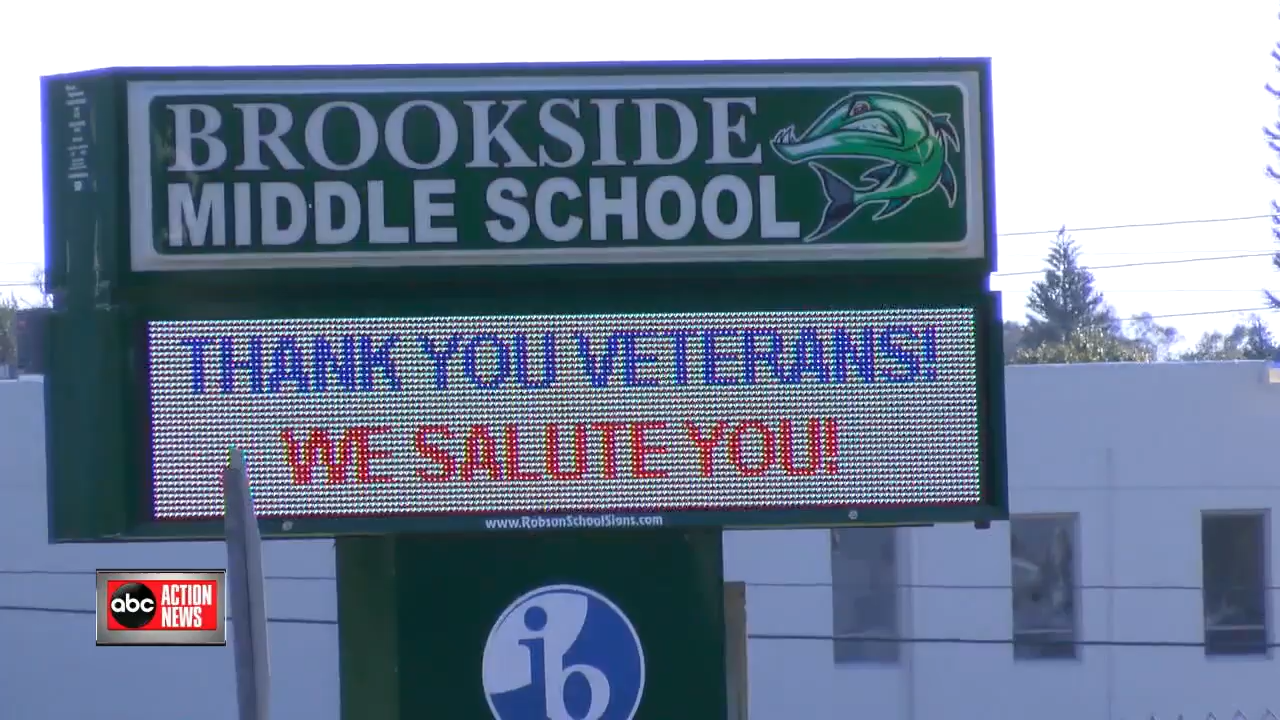 BROOKSIDE
MIDDLE SCHOOL
THANK YOU VETERANS!
WE SALUTE YOU!
www.RobsonSchoolSigns.com
abc ACTION
NEWS
ib